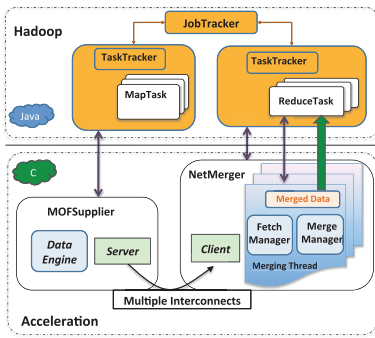 Hadoop
JobTracker
TaskTracker
MapTask
TaskTracker
ReduceTask
Java
C
NetMerger
Merged Data
MOFSupplier
Data
Engine
Server
Client
Fetch
Manager
Merge
Manager
Merging Thread
Multiple Interconnects
Acceleration